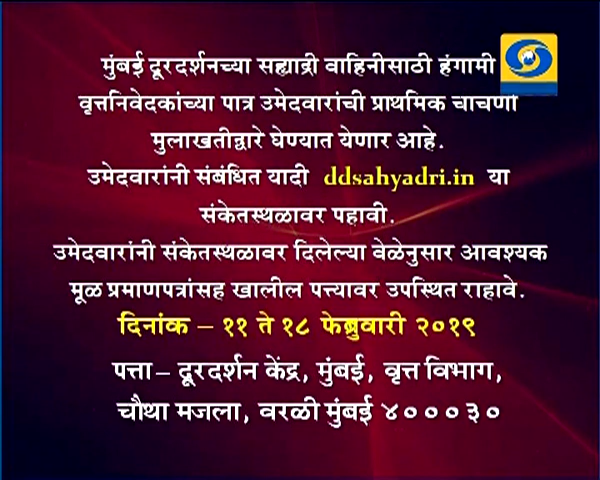 मुंबई दूरदर्शनच्या सह्याद्री वाहिनीसाठी हंगामी
वृत्तनिवेदकांच्या पात्र उमेदवारांची प्राथमिक चाचणी
मुलाखतीद्वारे घेण्यात येणार आहे.
उमेदवारांनी संबंधित यादी ddsahyadri.in या
संकेतस्थळावर पहावी.
उमेदवारांनी संकेतस्थळावर दिलेल्या वेळेनुसार आवश्यक
मूळ प्रमाणपत्रांसह खालील पत्त्यावर उपस्थित राहावे.
दिनांक – ११ ते १८ फेब्रुवारी २०१९
पत्ता – दूरदर्शन केंद्र, मुंबई, वृत्त विभाग,
चौथा मजला, वरळी मुंबई ४०००३०